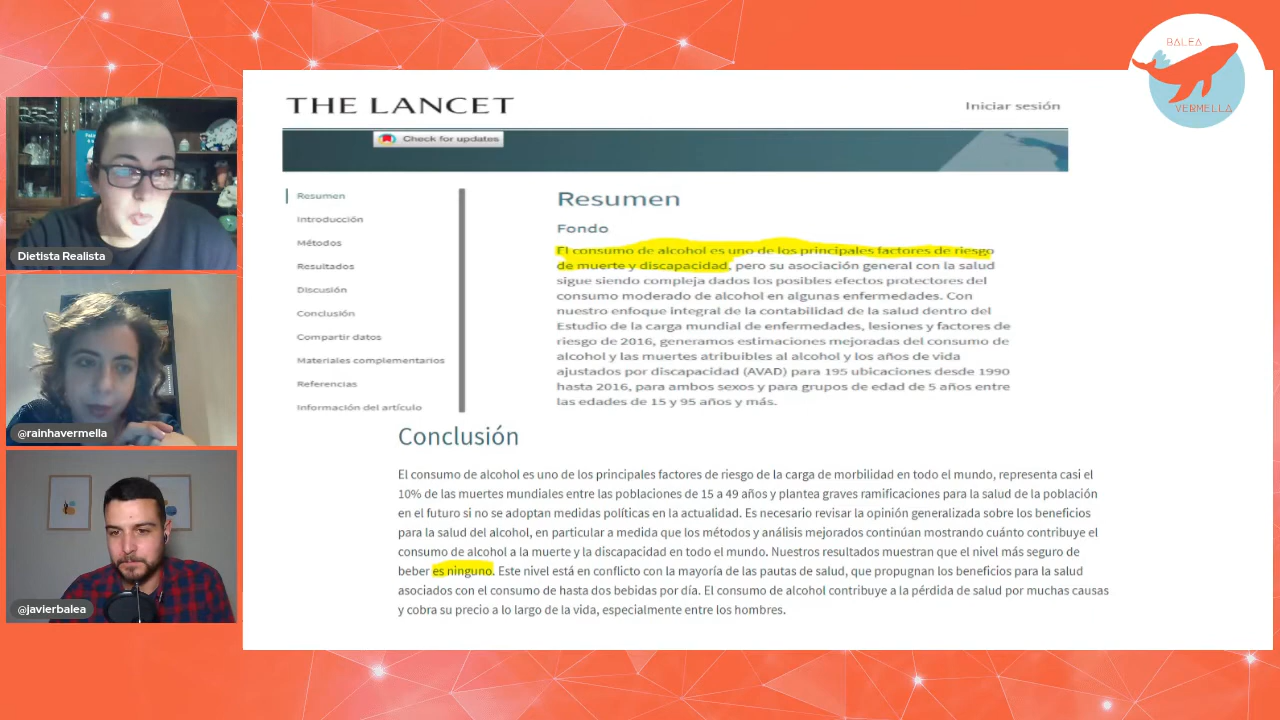 BALEA
VERMELLA
THE LANCET
Iniciar sesión
Check for updates
Resumen
Introducción
Métodos
Resultados
Discusión
Conclusión
Compartir datos
Materiales complementarios
Referencias
Información del artículo
Resumen
Fondo
El consumo de alcohol es uno de los principales factores de riesgo
de muerte y discapacidad, pero su asociación general con la salud
sigue siendo compleja dados los posibles efectos protectores del
consumo moderado de alcohol en algunas enfermedades. Con
nuestro enfoque integral de la contabilidad de la salud dentro del
Estudio de la carga mundial de enfermedades, lesiones y factores de
riesgo de 2016, generamos estimaciones mejoradas del consumo de
alcohol y las muertes atribuibles al alcohol y los años de vida
ajustados por discapacidad (AVAD) para 195 ubicaciones desde 1990
hasta 2016, para ambos sexos y para grupos de edad de 5 años entre
las edades de 15 y 95 años y más.
Conclusión
El consumo de alcohol es uno de los principales factores de riesgo de la carga de morbilidad en todo el mundo, representa casi el
10% de las muertes mundiales entre las poblaciones de 15 a 49 años y plantea graves ramificaciones para la salud de la población
en el futuro si no se adoptan medidas políticas en la actualidad. Es necesario revisar la opinión generalizada sobre los beneficios
para la salud del alcohol, en particular a medida que los métodos y análisis mejorados continúan mostrando cuánto contribuye el
consumo de alcohol a la muerte y la discapacidad en todo el mundo. Nuestros resultados muestran que el nivel más seguro de
beber es ninguno. Este nivel está en conflicto con la mayoría de las pautas de salud, que propugnan los beneficios para la salud
asociados con el consumo de hasta dos bebidas por día. El consumo de alcohol contribuye a la pérdida de salud por muchas causas
y cobra su precio a lo largo de la vida, especialmente entre los hombres.
Dietista Realista
@rainhavermella
@javierbalea